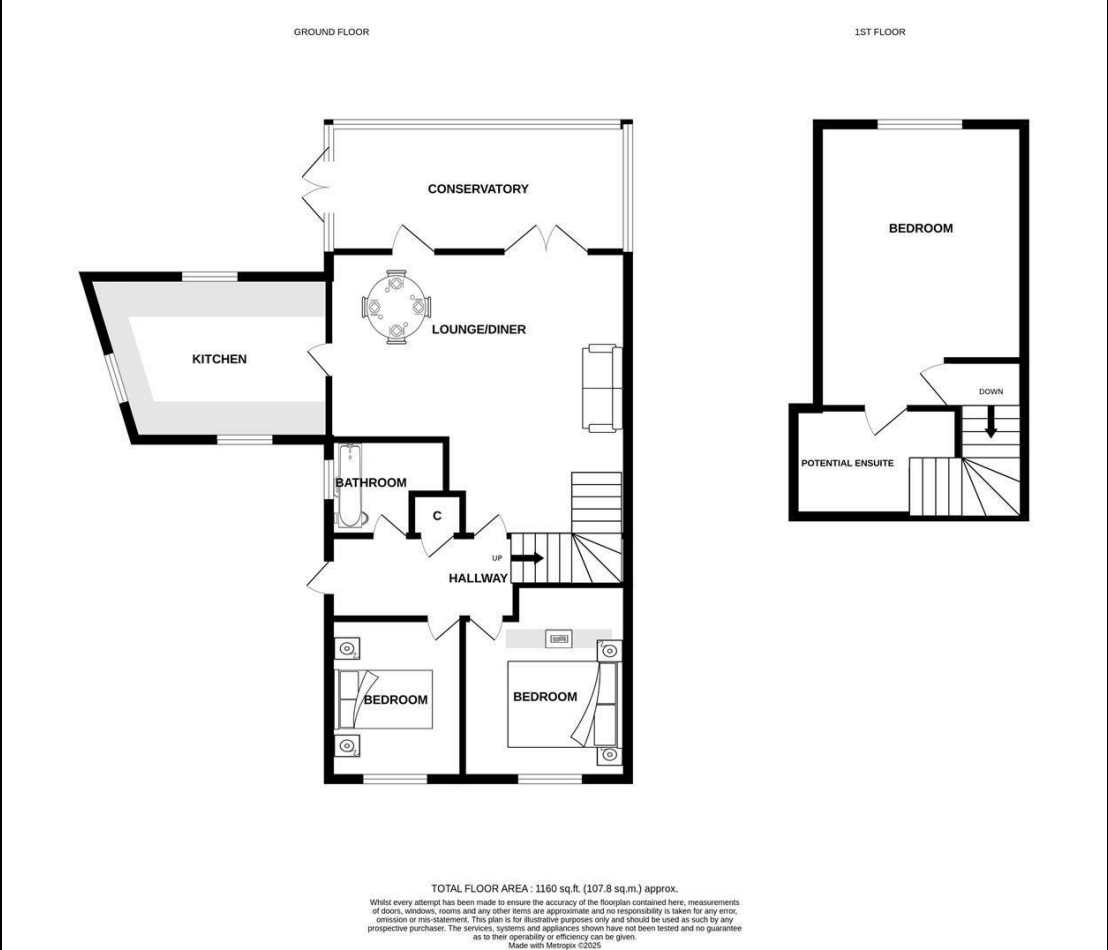 GROUND FLOOR
1ST FLOOR
CONSERVATORY
BEDROOM
LOUNGE/DINER
KITCHEN
DOWN
POTENTIAL ENSUITE
BATHROOM
C
UP
HALLWAY
BEDROOM
BEDROOM
TOTAL FLOOR AREA : 1160 sq.ft. (107.8 sq.m.) approx.
Whilst every attempt has been made to ensure the accuracy of the floorplan contained here, measurements
of doors, windows, rooms and any other items are approximate and no responsibility is taken for any error,
omission or mis-statement. This plan is for illustrative purposes only and should be used as such by any
prospective purchaser. The services, systems and appliances shown have not been tested and no guarantee
as to their operability or efficiency can be given.
Made with Metropix ©2025